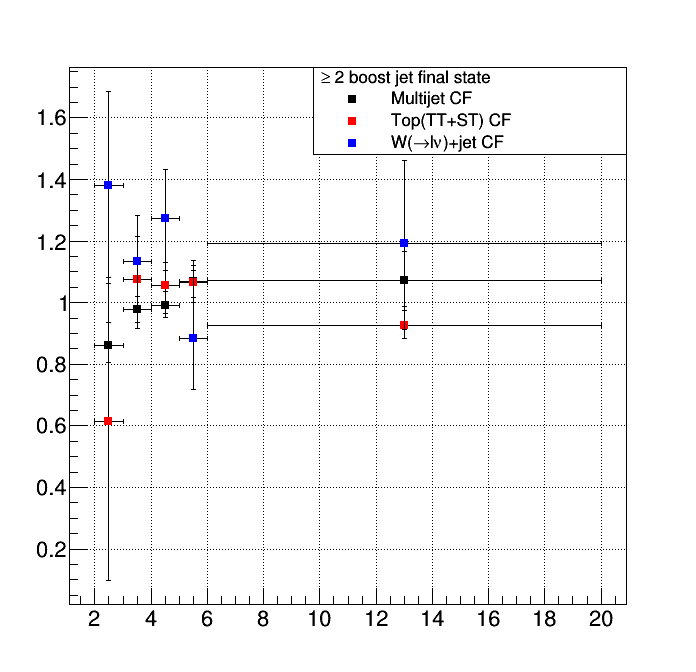 ≥ 2 boost jet final state
Multijet CF
Top(TT+ST) CF
W(→lν)+jet CF
1.6
1.4
1.2
1
0.8
0.6
0.4
0.2
2 4 6 8 10 12 14 16 18 20